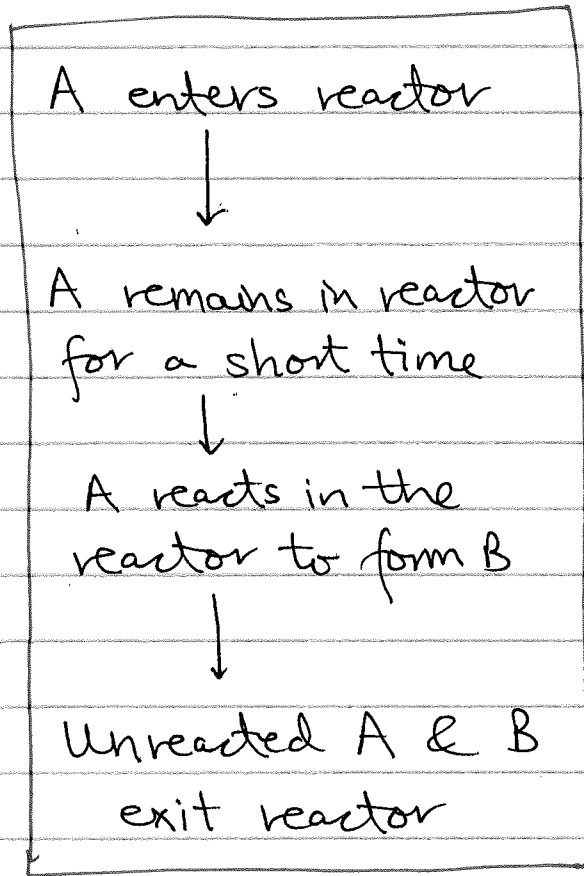 A enters reactor
A remains in reactor
for a short time
A reacts in the
reactor to form B
Unreacted A & B
exit reactor